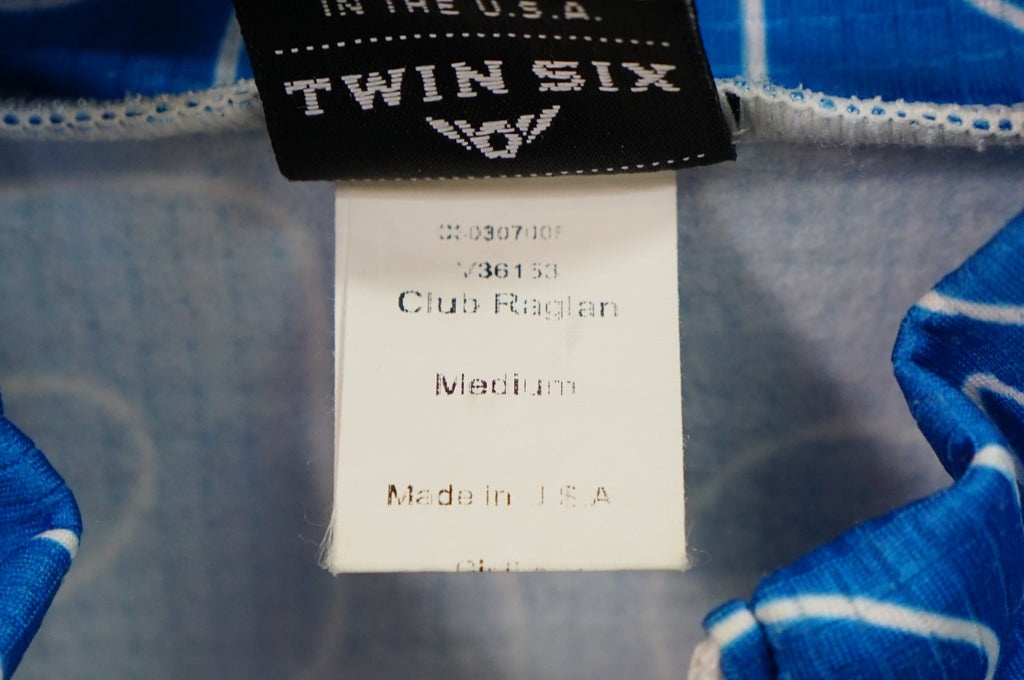 IN THE U.S.A.
TWIN SIX
V36153
Club Raglan
Medium
Made in U.S.A